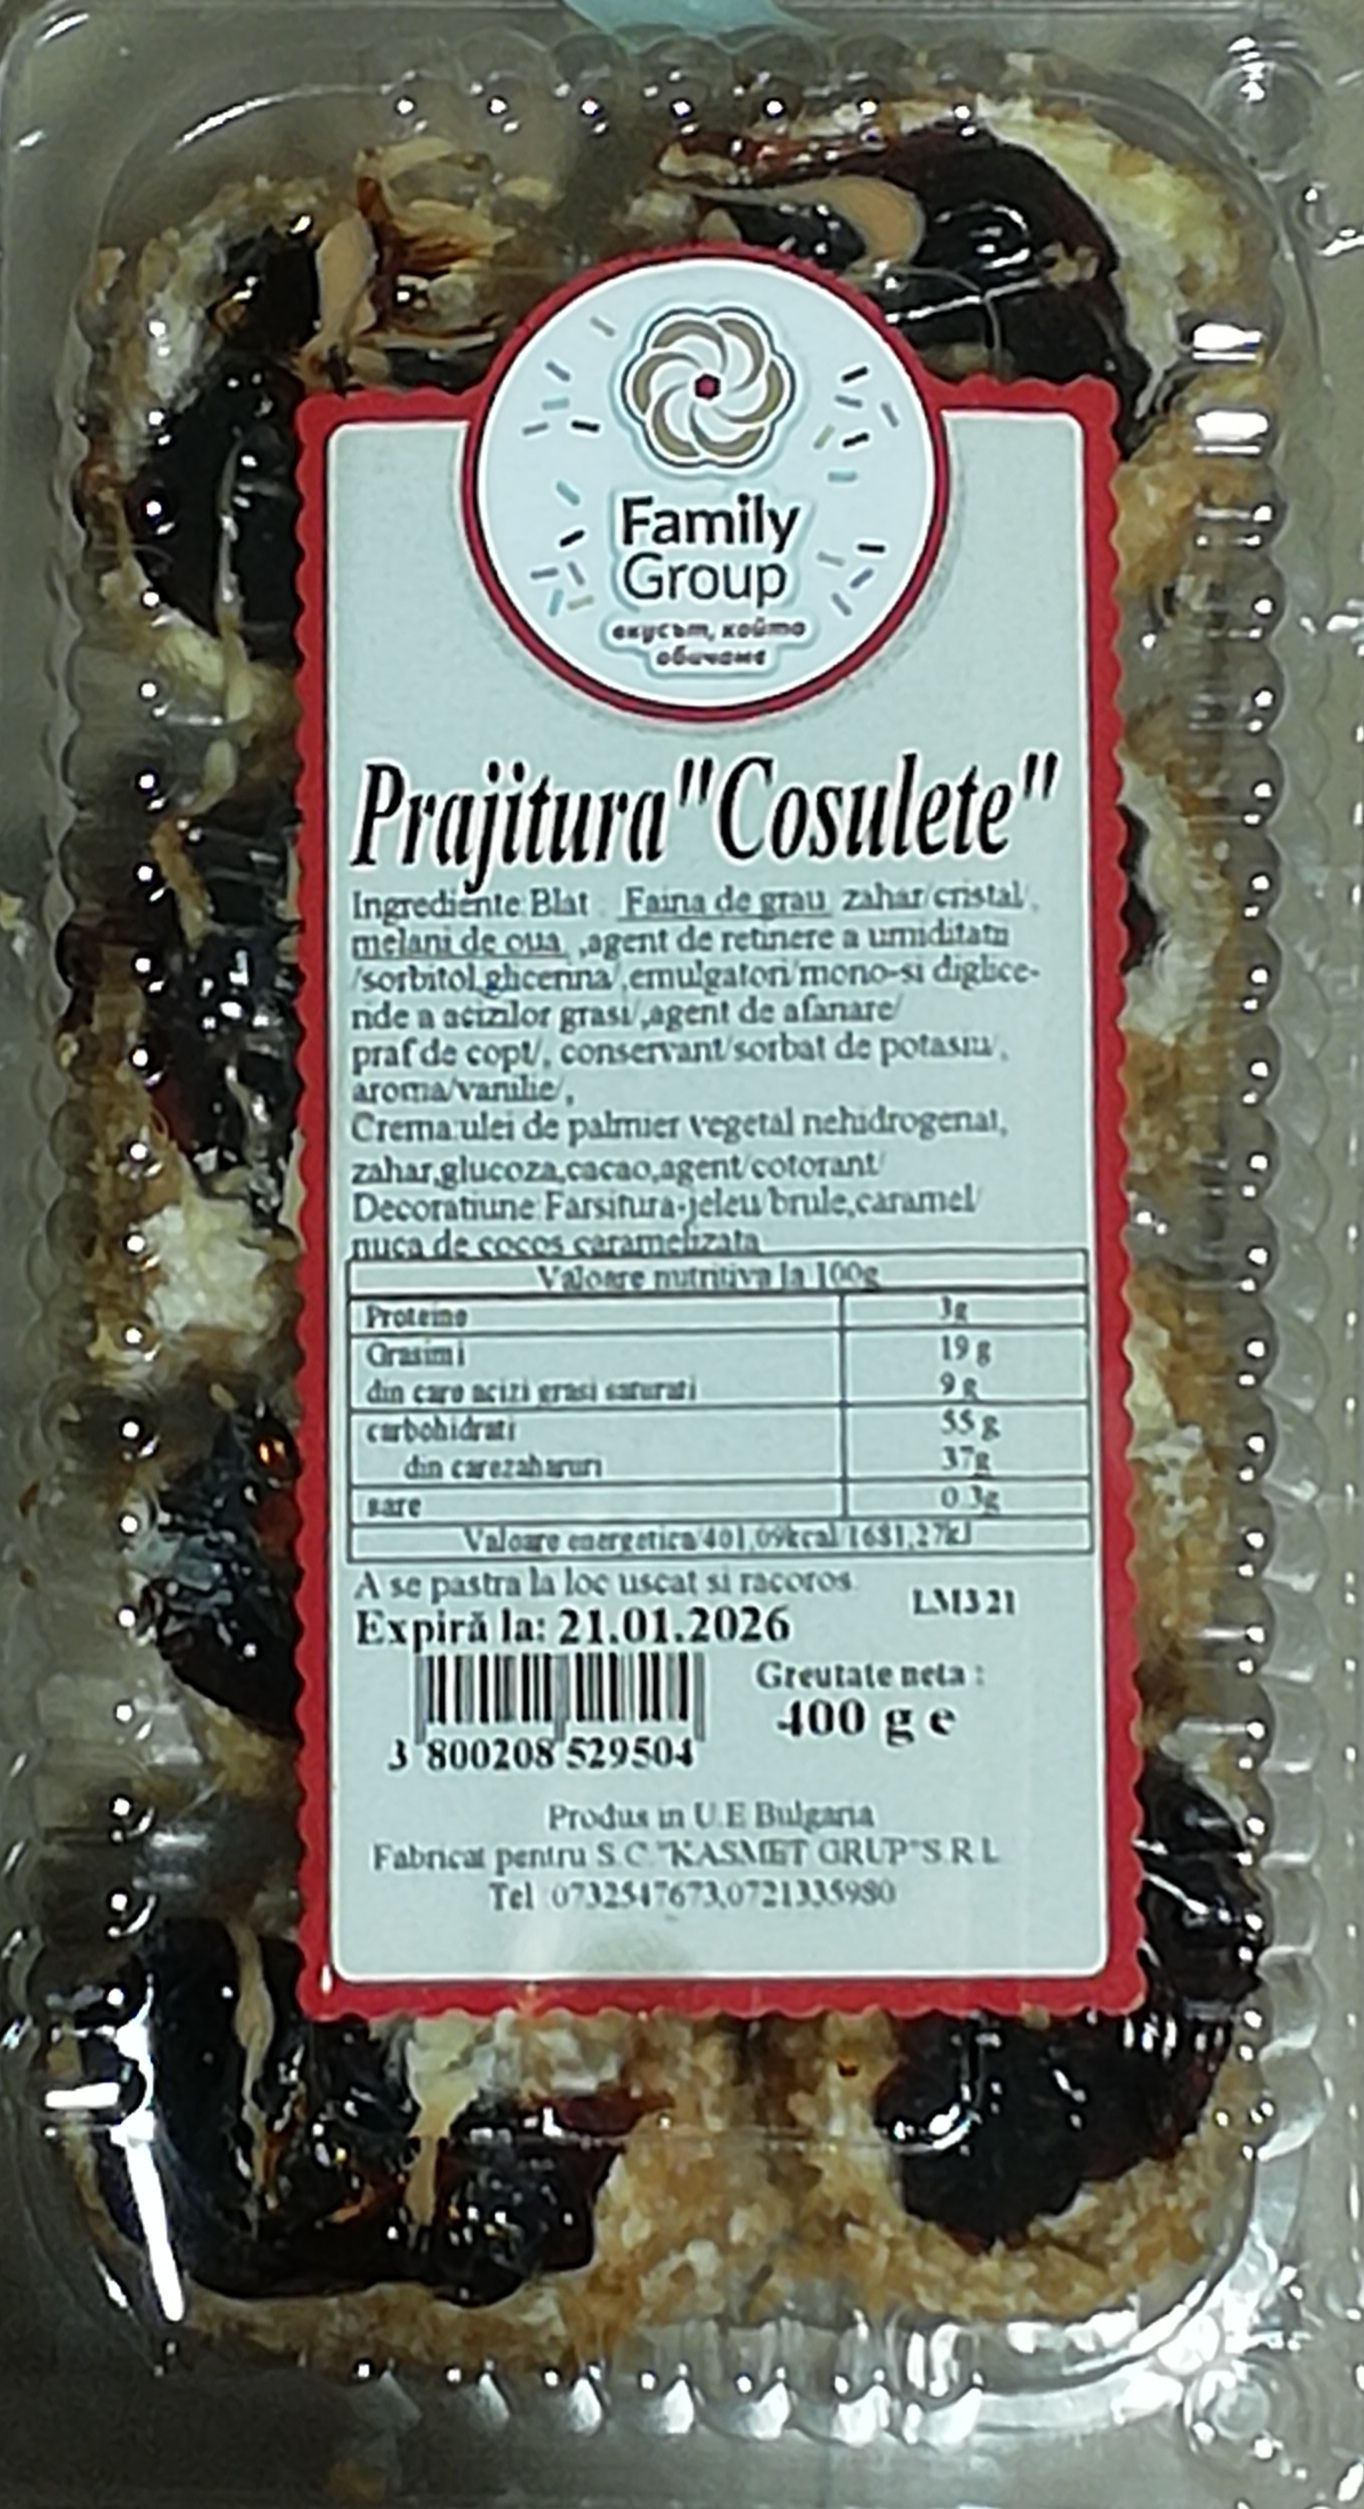 Family
Group
вкусът, който
обичаме
Prajitura "Cosulete"
Ingrediente Blat : Faina de grau zahar/cristal/,
melani de oua ,agent de retinere a umiditatu
/sorbitol,glicerina/,emulgatori/mono-si diglice-
ride a acizilor grasi/,agent de afanare/
praf de copt/, conservant/sorbat de potasiu/,
aroma/vanilie/,
Crema:ulei de palmier vegetal nehidrogenat,
zahar,glucoza,cacao,agent/cotorant/
Decoratiune:Farsitura-jeleu/brule,caramel/
nuca de cocos caramelizata
Valoare nutritiva la 100g
Proteine 3g
Grasimi 19 g
din care acizi grasi saturati 9 g
carbohidrati 55 g
din carezaharuri 37g
sare 0.3g
Valoare energetica/401,09kcal/1681,27kJ
A se pastra la loc uscat si racoros.
LM3 21
Expiră la: 21.01.2026
Greutate neta :
400 g e
3 800208 529504
Produs in U.E Bulgaria
Fabricat pentru S.C."KASMET GRUP"S.R.L
Tel :0732547673,0721335980